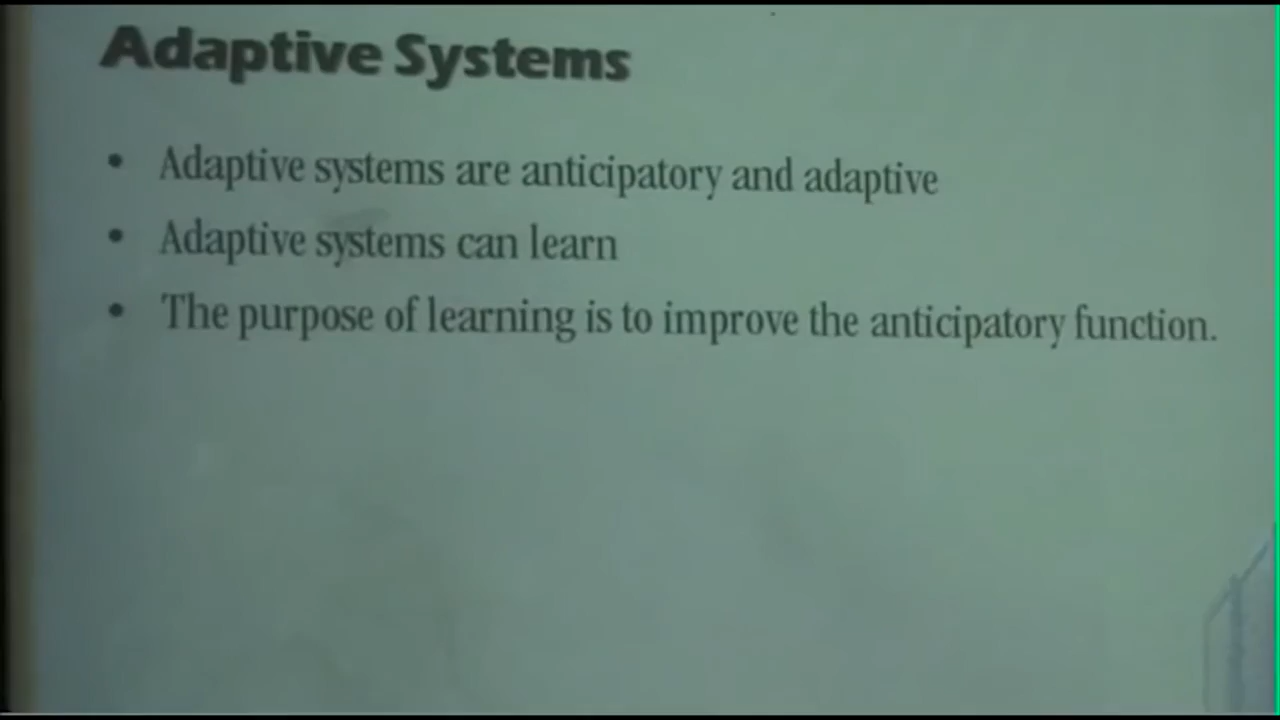 Adaptive Systems
• Adaptive systems are anticipatory and adaptive
• Adaptive systems can learn
• The purpose of learning is to improve the anticipatory function.